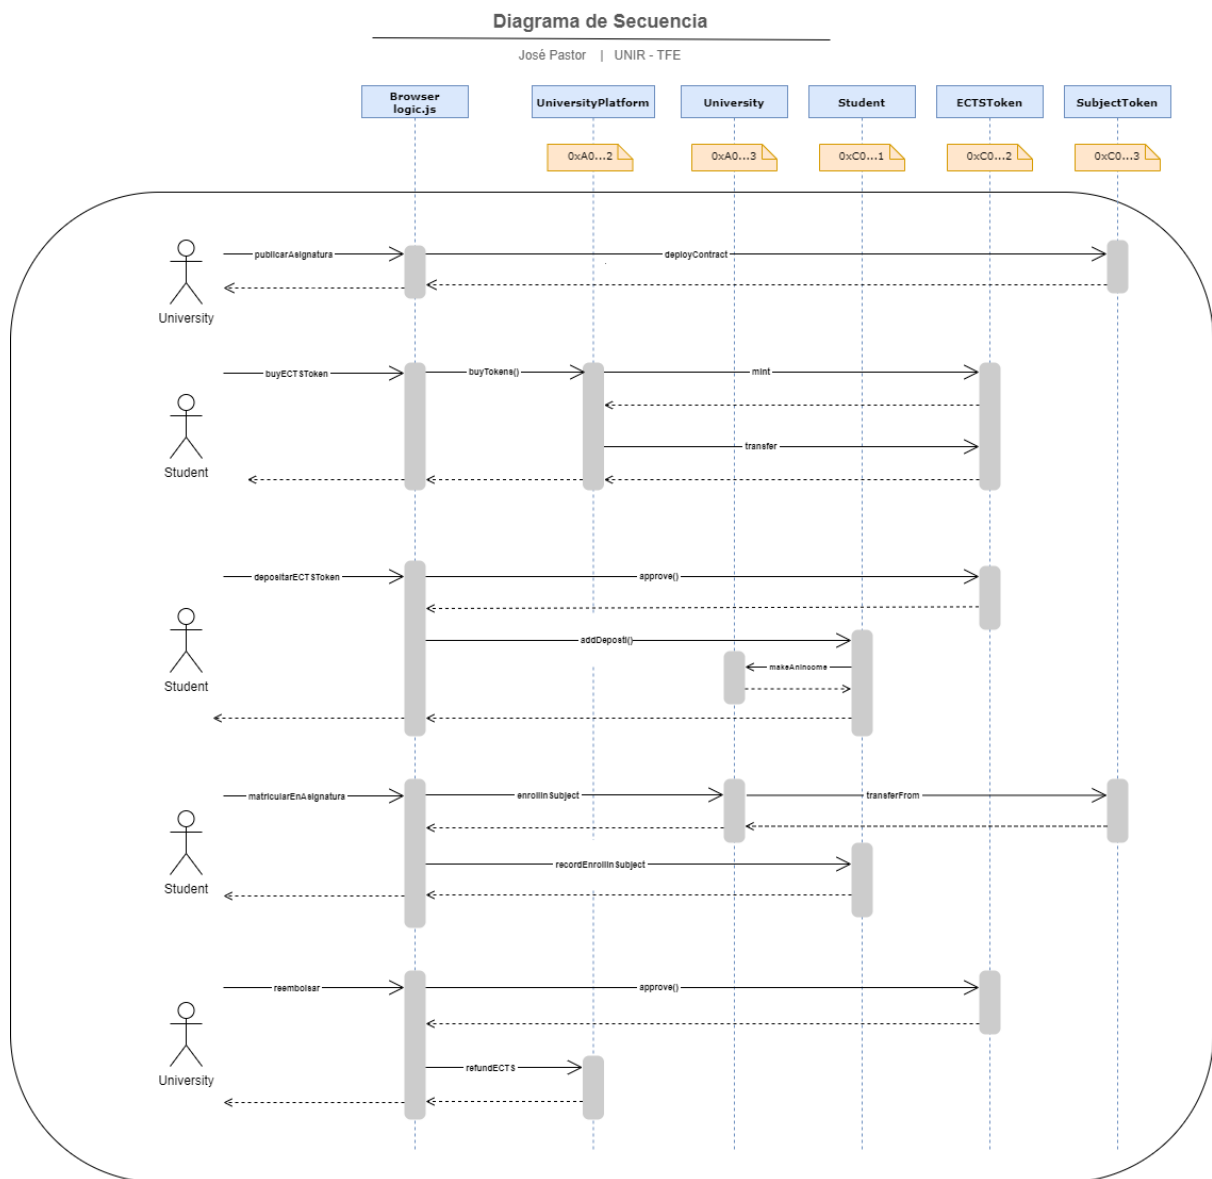 Diagrama de Secuencia
José Pastor | UNIR - TFE
Browser
logic.js
UniversityPlatform
University
Student
ECTSToken
SubjectToken
0xA0...2
0xA0...3
0xC0...1
0xC0...2
0xC0...3
publicarAsignatura
deployContract
University
buyECTSToken
buyTokens()
mint
transfer
Student
depositarECTSToken
approve()
addDeposti()
makeAnIncome
Student
matricularEnAsignatura
enrollInSubject
transferFrom
recordEnrollInSubject
Student
reembolsar
approve()
refundECTS
University